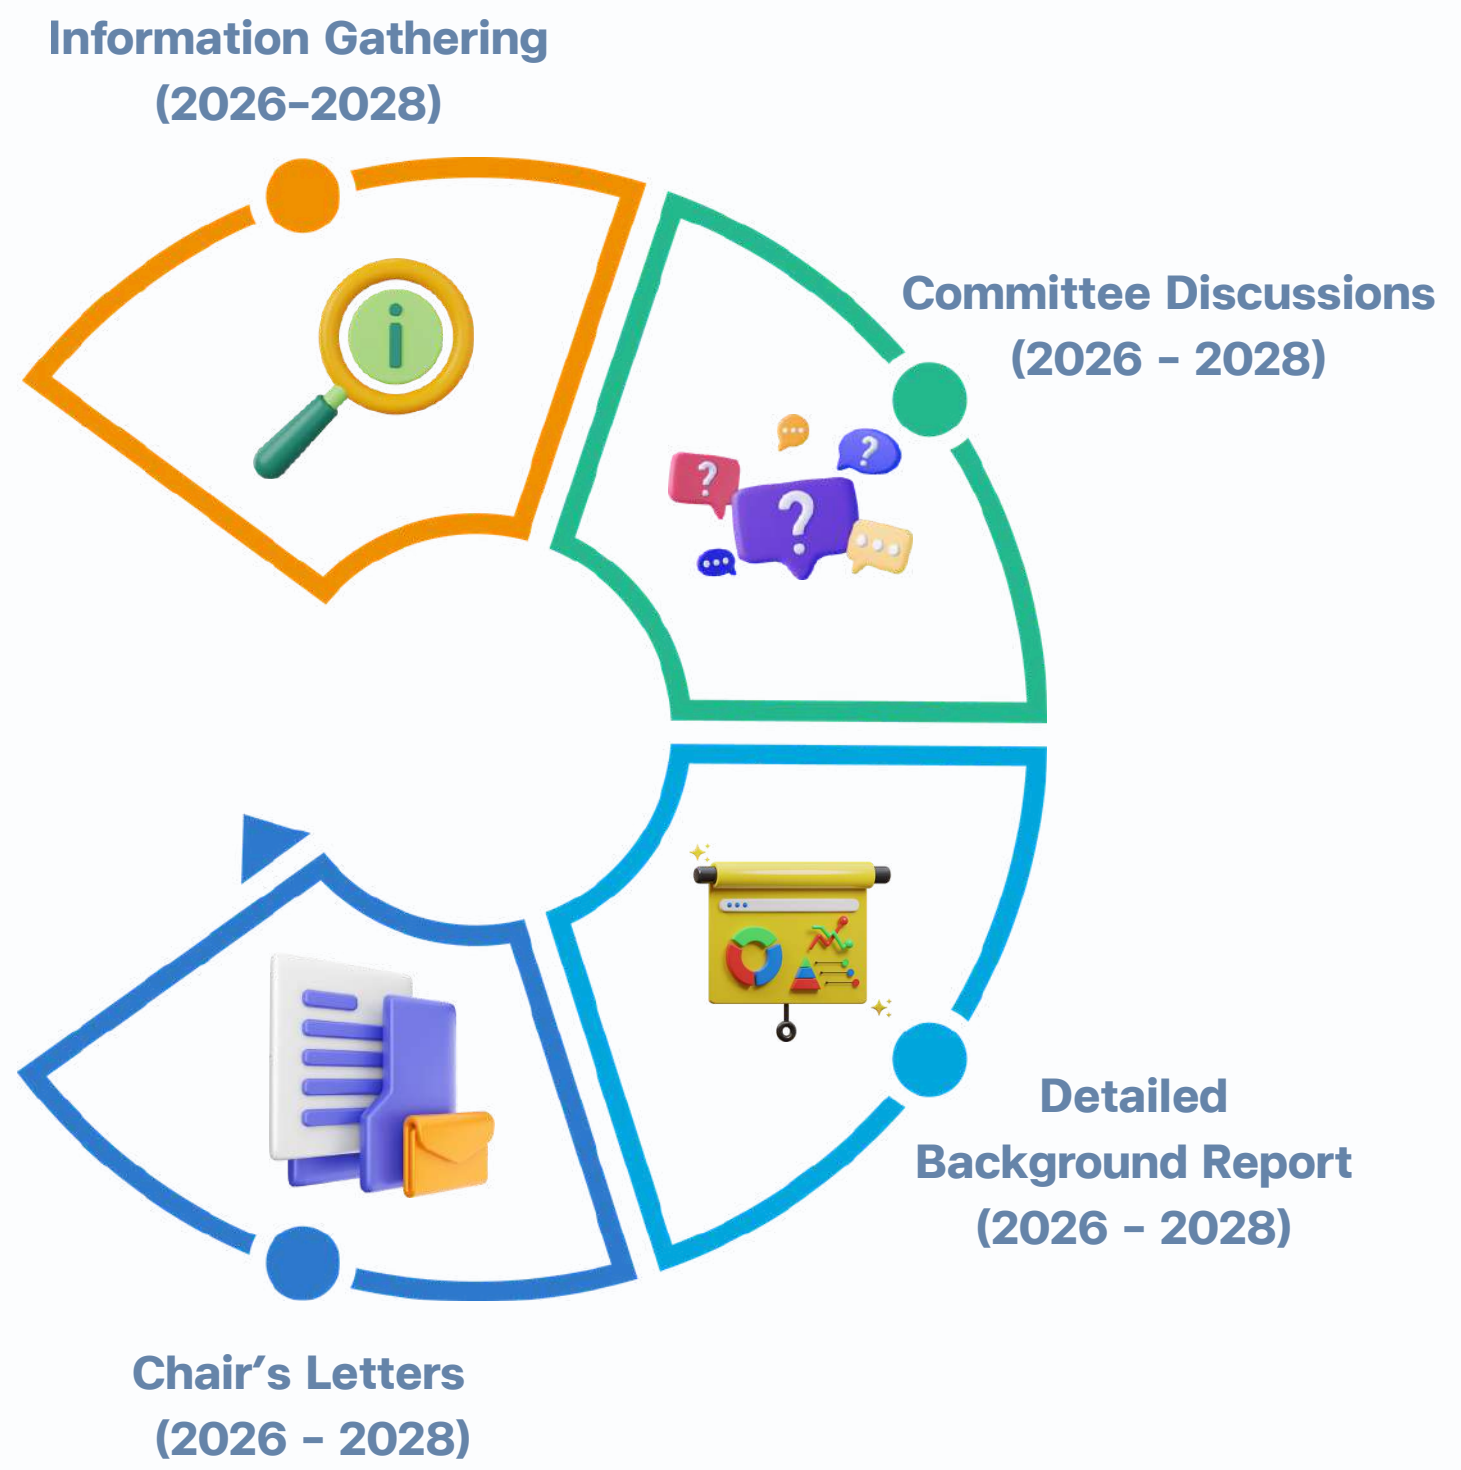 Information Gathering
(2026–2028)
Committee Discussions
(2026 – 2028)
Detailed
Background Report
(2026 – 2028)
Chair’s Letters
(2026 – 2028)